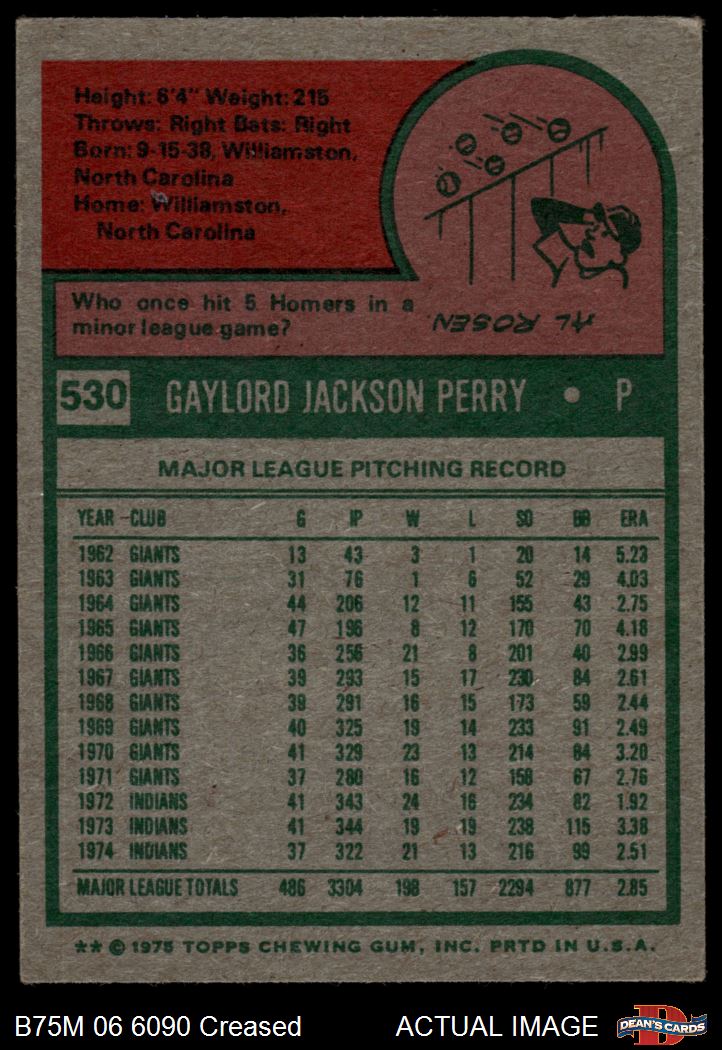 Height: 6'4" Weight: 215
Throws: Right Bats: Right
Born: 9-15-38, Williamston,
North Carolina
Home: Williamston,
North Carolina
Who once hit 5 Homers in a
minor league game?
AL ROSEN.
530 GAYLORD JACKSON PERRY • P
MAJOR LEAGUE PITCHING RECORD
YEAR CLUB G IP W L SO BB ERA
1962 GIANTS 13 43 3 1 20 14 5.23
1963 GIANTS 31 76 1 6 52 29 4.03
1964 GIANTS 44 206 12 11 155 43 2.75
1965 GIANTS 47 196 8 12 170 70 4.18
1966 GIANTS 36 256 21 8 201 40 2.99
1967 GIANTS 39 293 15 17 230 84 2.61
1968 GIANTS 39 291 16 15 173 59 2.44
1969 GIANTS 40 325 19 14 233 91 2.49
1970 GIANTS 41 329 23 13 214 84 3.20
1971 GIANTS 37 280 16 12 158 67 2.76
1972 INDIANS 41 343 24 16 234 82 1.92
1973 INDIANS 41 344 19 19 238 115 3.38
1974 INDIANS 37 322 21 13 216 99 2.51
MAJOR LEAGUE TOTALS 486 3304 198 157 2294 877 2.85
** © 1975 TOPPS CHEWING GUM, INC. PRTD IN U.S.A.
B75M 06 6090 Creased ACTUAL IMAGE
DEAN'S CARDS